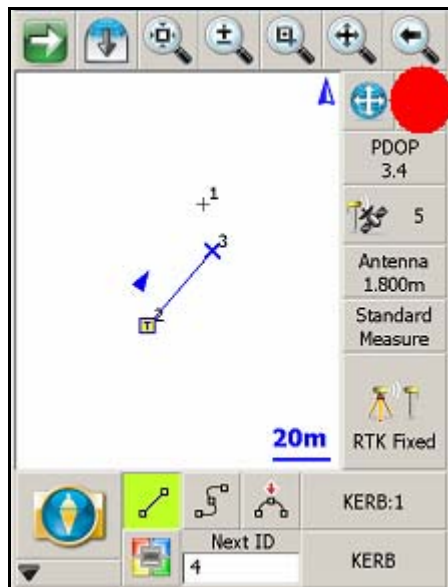 PDOP
3.4
5
Antenna
1.800m
Standard
Measure
RTK Fixed
1
3
2
T
20m
KERB:1
Next ID
4
KERB